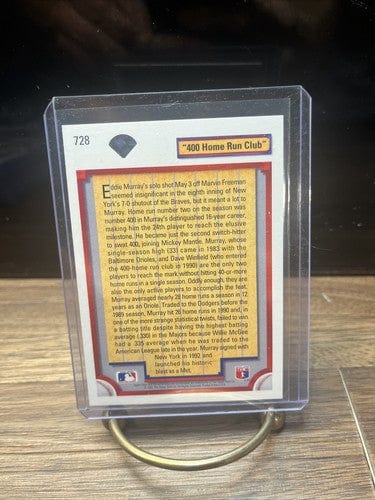 728
"400 Home Run Club"
Eddie Murray's solo shot May 3 off Marvin Freeman
seemed insignificant in the eighth inning of New
York's 7-0 shutout of the Braves, but it meant a lot to
Murray. Home run number two on the season was
number 400 in Murray's distinguished 16-year career,
making him the 24th player to reach the elusive
milestone. He became just the second switch-hitter
to swat 400, joining Mickey Mantle. Murray, whose
single-season high (33) came in 1983 with the
Baltimore Orioles, and Dave Winfield (who entered
the 400-home run club in 1990) are the only two
players to reach the mark without hitting 40-or-more
home runs in a single season. Oddly enough, they are
also the only active players to accomplish the feat.
Murray averaged nearly 28 home runs a season in 12
years as an Oriole. Traded to the Dodgers before the
1989 season, Murray hit 26 home runs in 1990 and, in
one of the more strange statistical twists, failed to win
a batting title despite having the highest batting
average (.330) in the Majors because Willie McGee
had a .335 average when he was traded to the
American League late in the year. Murray signed with
New York in 1992 and
launched his historic
blast as a Met.